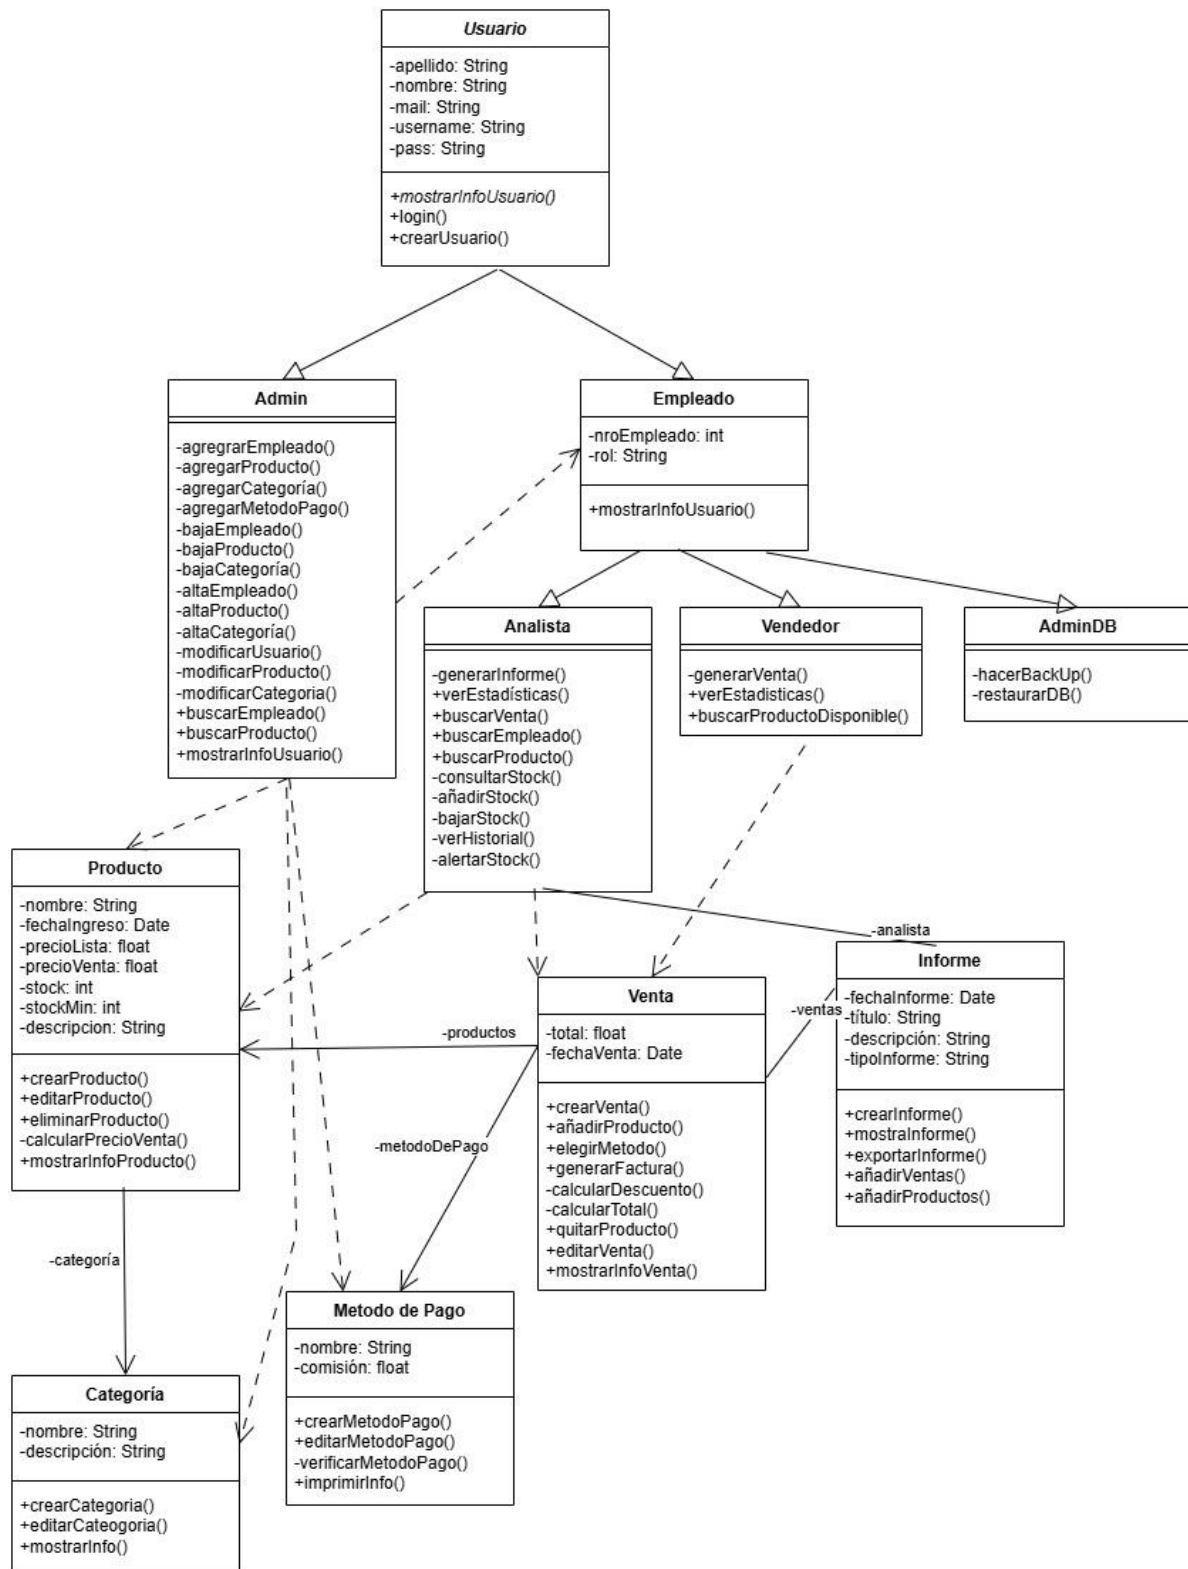 Usuario
-apellido: String
-nombre: String
-mail: String
-username: String
-pass: String
+mostrarInfoUsuario()
+login()
+crearUsuario()
Admin
-agregrarEmpleado()
-agregarProducto()
-agregarCategoría()
-agregarMetodoPago()
-bajaEmpleado()
-bajaProducto()
-bajaCategoría()
-altaEmpleado()
-altaProducto()
-altaCategoría()
-modificarUsuario()
-modificarProducto()
-modificarCategoria()
+buscarEmpleado()
+buscarProducto()
+mostrarInfoUsuario()
Empleado
-nroEmpleado: int
-rol: String
+mostrarInfoUsuario()
Analista
-generarInforme()
+verEstadísticas()
+buscarVenta()
+buscarEmpleado()
+buscarProducto()
-consultarStock()
-añadirStock()
-bajarStock()
-verHistorial()
-alertarStock()
Vendedor
-generarVenta()
+verEstadisticas()
+buscarProductoDisponible()
AdminDB
-hacerBackUp()
-restaurarDB()
Producto
-nombre: String
-fechaIngreso: Date
-precioLista: float
-precioVenta: float
-stock: int
-stockMin: int
-descripcion: String
+crearProducto()
+editarProducto()
+eliminarProducto()
-calcularPrecioVenta()
+mostrarInfoProducto()
-productos
-metodoDePago
-categoría
Venta
-total: float
-fechaVenta: Date
+crearVenta()
+añadirProducto()
+elegirMetodo()
+generarFactura()
-calcularDescuento()
-calcularTotal()
+quitarProducto()
+editarVenta()
+mostrarInfoVenta()
-analista
-ventas
Informe
-fechaInforme: Date
-título: String
-descripción: String
-tipoInforme: String
+crearInforme()
+mostraInforme()
+exportarInforme()
+añadirVentas()
+añadirProductos()
Metodo de Pago
-nombre: String
-comisión: float
+crearMetodoPago()
+editarMetodoPago()
-verificarMetodoPago()
+imprimirInfo()
Categoría
-nombre: String
-descripción: String
+crearCategoria()
+editarCateogoria()
+mostrarInfo()